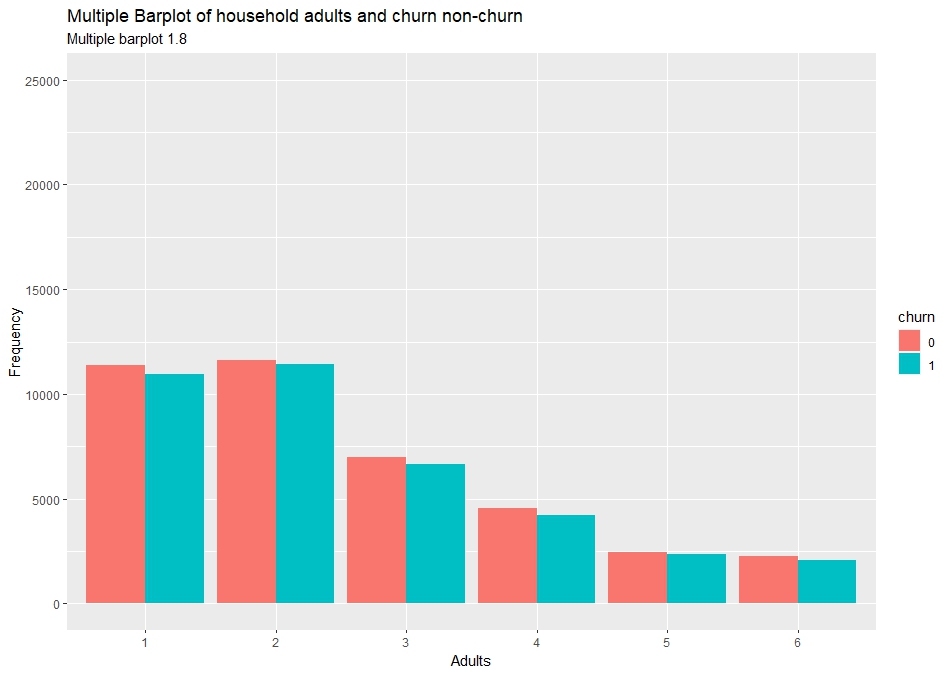 Multiple Barplot of household adults and churn non-churn
Multiple barplot 1.8
25000
20000
15000
10000
5000
0
Frequency
1 2 3 4 5 6
Adults
churn
0
1